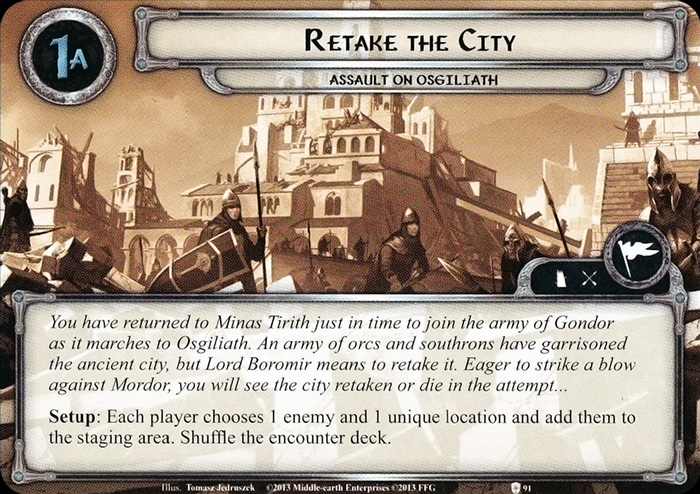 1A
RETAKE THE CITY
ASSAULT ON OSGILIATH
You have returned to Minas Tirith just in time to join the army of Gondor
as it marches to Osgiliath. An army of orcs and southrons have garrisoned
the ancient city, but Lord Boromir means to retake it. Eager to strike a blow
against Mordor, you will see the city retaken or die in the attempt...
Setup: Each player chooses 1 enemy and 1 unique location and add them to
the staging area. Shuffle the encounter deck.
Illus. Tomasz Jedruszek ©2013 Middle-earth Enterprises ©2013 FFG 91